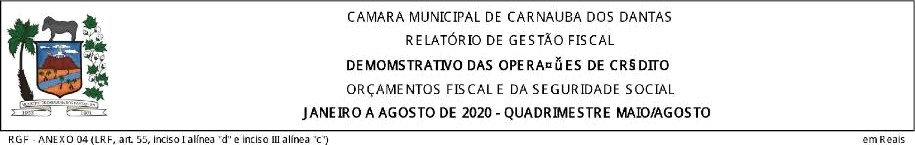 CAMARA MUNICIPAL DE CARNAUBA DOS DANTAS
RELATÓRIO DE GESTÃO FISCAL
DEMOMSTRATIVO DAS OPERA¤ŬES DE CR§DITO
ORÇAMENTOS FISCAL E DA SEGURIDADE SOCIAL
JANEIRO A AGOSTO DE 2020 - QUADRIMESTRE MAIO/AGOSTO
RGF - ANEXO 04 (LRF, art. 55, inciso I alínea "d" e inciso III alínea "c")
em Reais